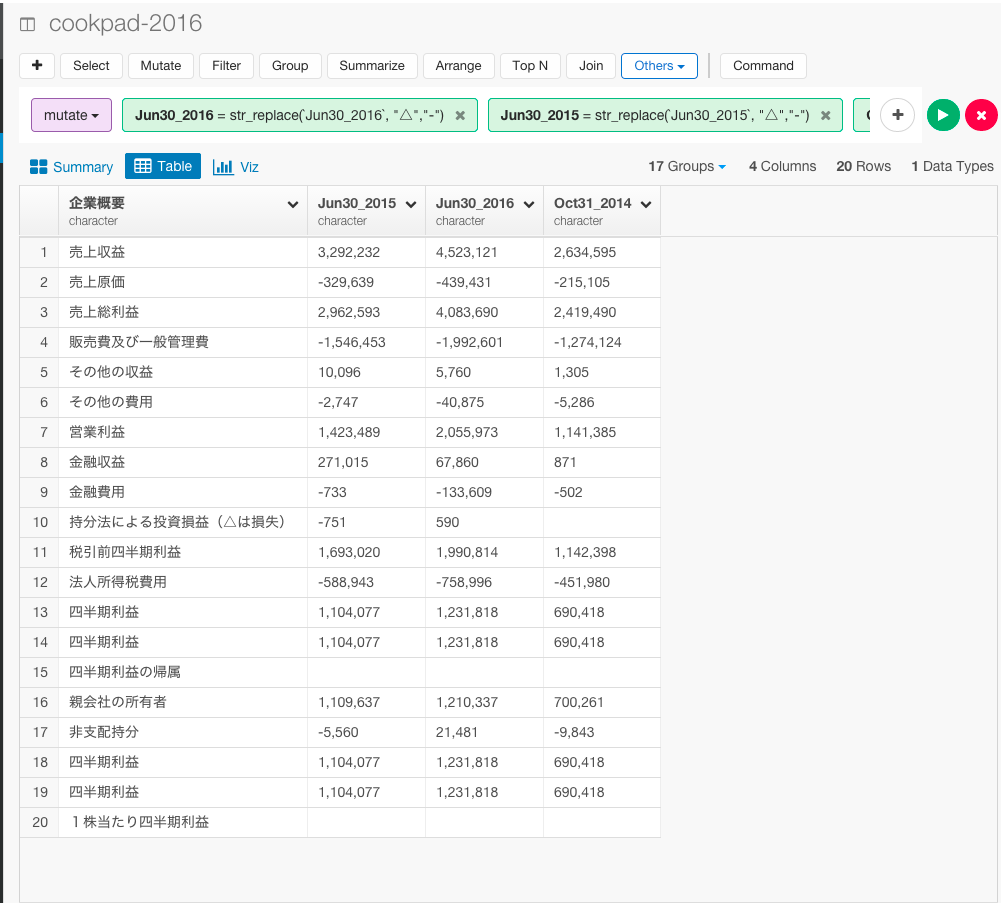 cookpad-2016
+ Select Mutate Filter Group Summarize Arrange Top N Join Others Command
mutate Jun30_2016 = str_replace(`Jun30_2016`, "△","-") × Jun30_2015 = str_replace(`Jun30_2015`, "△","-") × +
Summary Table Viz 17 Groups 4 Columns 20 Rows 1 Data Types
企業概要 Jun30_2015 Jun30_2016 Oct31_2014
character character character character
1 売上収益 3,292,232 4,523,121 2,634,595
2 売上原価 -329,639 -439,431 -215,105
3 売上総利益 2,962,593 4,083,690 2,419,490
4 販売費及び一般管理費 -1,546,453 -1,992,601 -1,274,124
5 その他の収益 10,096 5,760 1,305
6 その他の費用 -2,747 -40,875 -5,286
7 営業利益 1,423,489 2,055,973 1,141,385
8 金融収益 271,015 67,860 871
9 金融費用 -733 -133,609 -502
10 持分法による投資損益（△は損失） -751 590
11 税引前四半期利益 1,693,020 1,990,814 1,142,398
12 法人所得税費用 -588,943 -758,996 -451,980
13 四半期利益 1,104,077 1,231,818 690,418
14 四半期利益 1,104,077 1,231,818 690,418
15 四半期利益の帰属
16 親会社の所有者 1,109,637 1,210,337 700,261
17 非支配持分 -5,560 21,481 -9,843
18 四半期利益 1,104,077 1,231,818 690,418
19 四半期利益 1,104,077 1,231,818 690,418
20 １株当たり四半期利益